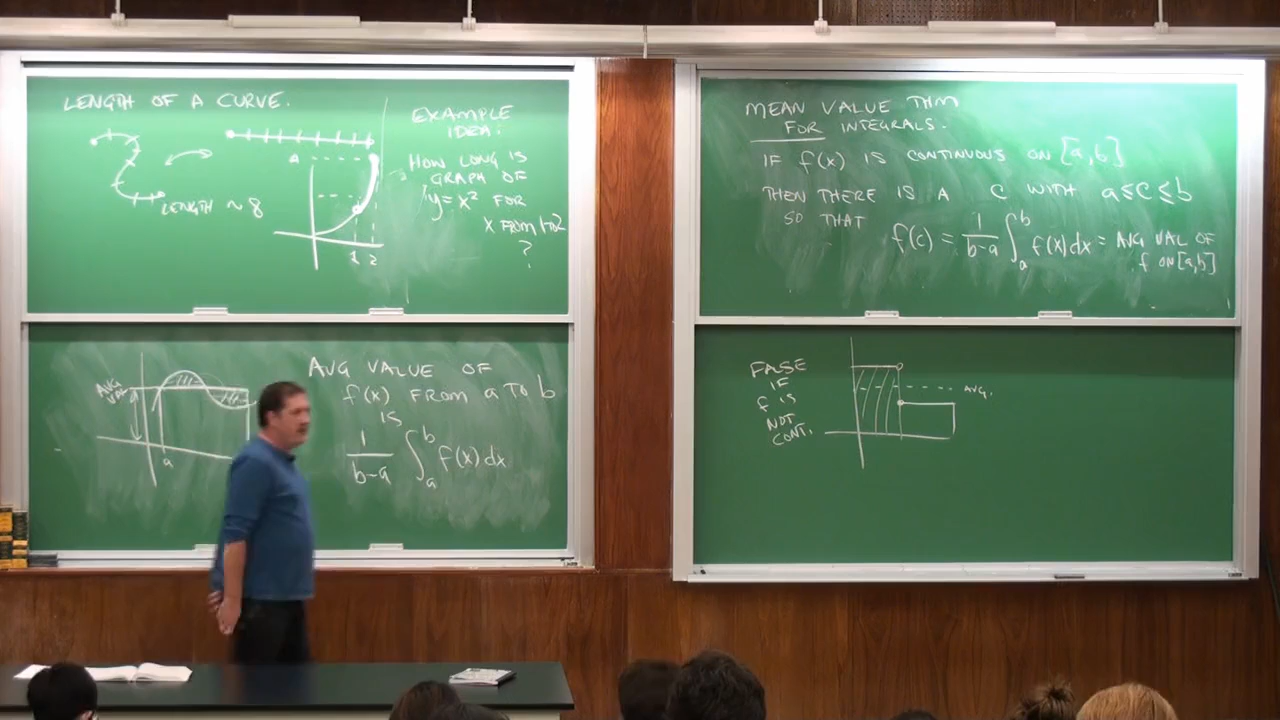 LENGTH OF A CURVE.
LENGTH ~ 8
4
1 2
EXAMPLE
IDEA:
HOW LONG IS
GRAPH OF
y = x² FOR
X FROM 1 TO 2
?
AVG
VAL
a
AVG VALUE OF
f(x) FROM a TO b
IS
1/(b-a) ∫_a^b f(x) dx
MEAN VALUE THM
FOR INTEGRALS.
IF f(x) IS CONTINUOUS ON [a,b]
THEN THERE IS A C WITH a ≤ c ≤ b
SO THAT
f(c) = 1/(b-a) ∫_a^b f(x)dx = AVG VAL OF
f ON [a,b]
FALSE
IF
f IS
NOT
CONT.
AVG.